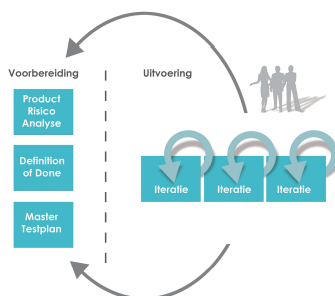 Voorbereiding
Uitvoering
Product
Risico
Analyse
Definition
of Done
Master
Testplan
Iteratie
Iteratie
Iteratie